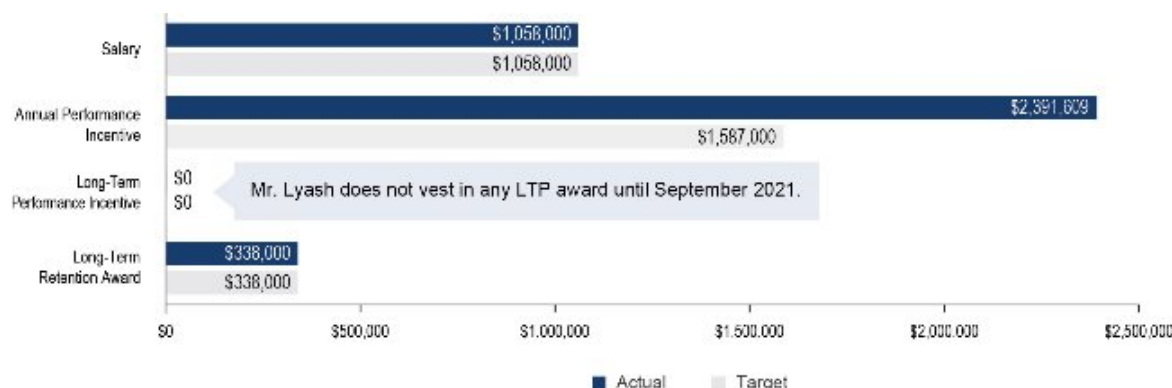 Salary
$1,058,000
$1,058,000
Annual Performance
Incentive
$2,391,609
$1,587,000
Long-Term
Performance Incentive
$0
$0
Mr. Lyash does not vest in any LTP award until September 2021.
Long-Term
Retention Award
$338,000
$338,000
$0 $500,000 $1,000,000 $1,500,000 $2,000,000 $2,500,000
Actual Target